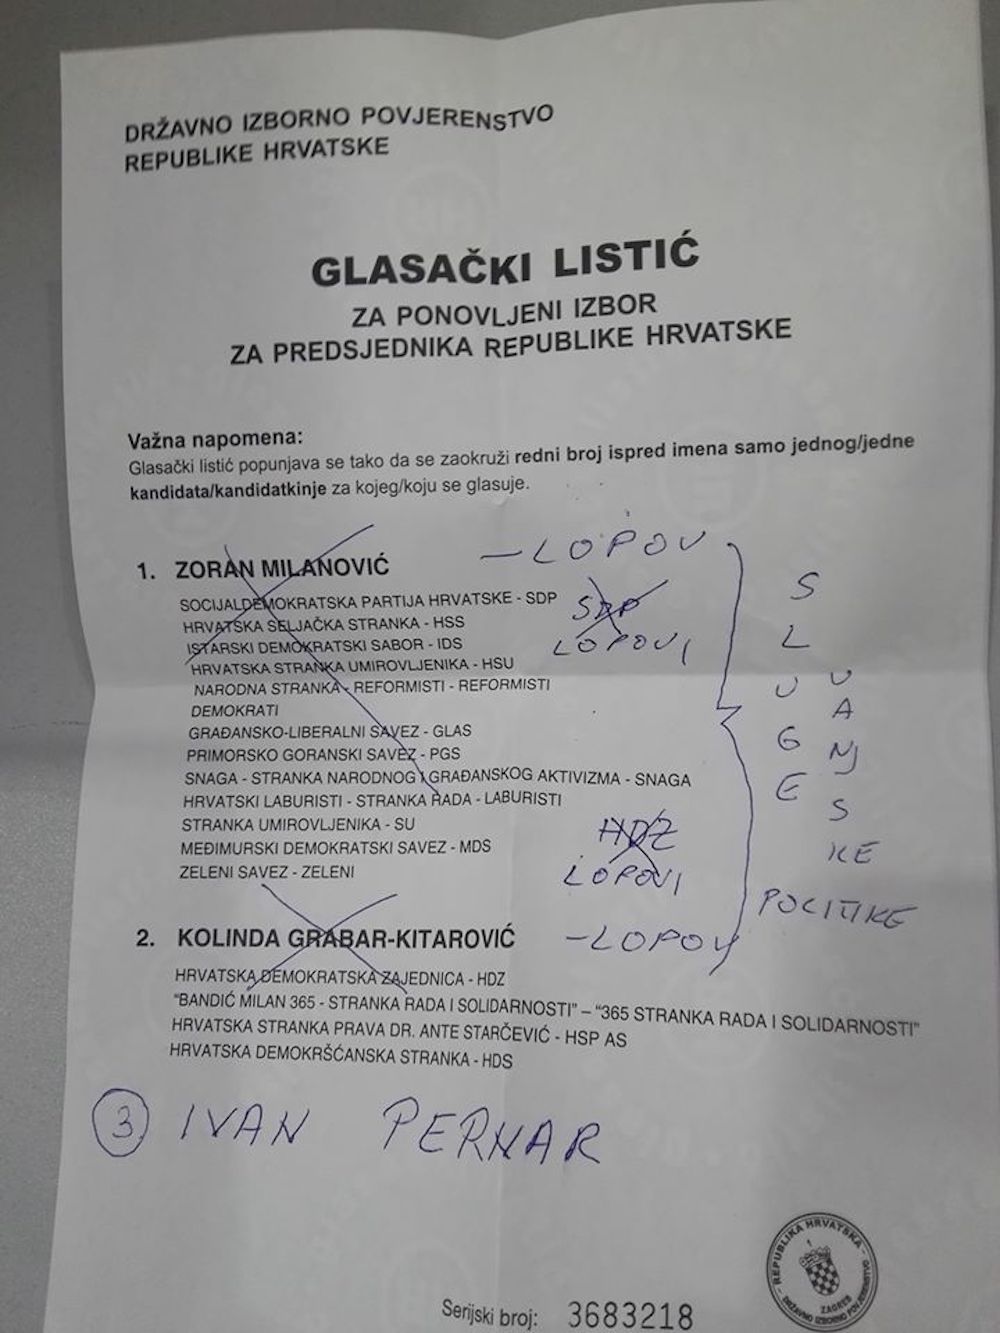 DRŽAVNO IZBORNO POVJERENSTVO
REPUBLIKE HRVATSKE
GLASAČKI LISTIĆ
ZA PONOVLJENI IZBOR
ZA PREDSJEDNIKA REPUBLIKE HRVATSKE
Važna napomena:
Glasački listić popunjava se tako da se zaokruži redni broj ispred imena samo jednog/jedne
kandidata/kandidatkinje za kojeg/koju se glasuje.
1. ZORAN MILANOVIĆ
- LOPOV
SOCIJALDEMOKRATSKA PARTIJA HRVATSKE - SDP
SDP
HRVATSKA SELJAČKA STRANKA - HSS
LOPOVI
ISTARSKI DEMOKRATSKI SABOR - IDS
HRVATSKA STRANKA UMIROVLJENIKA - HSU
NARODNA STRANKA - REFORMISTI - REFORMISTI
DEMOKRATI
GRAĐANSKO-LIBERALNI SAVEZ - GLAS
PRIMORSKO GORANSKI SAVEZ - PGS
SNAGA - STRANKA NARODNOG I GRAĐANSKOG AKTIVIZMA - SNAGA
HRVATSKI LABURISTI - STRANKA RADA - LABURISTI
STRANKA UMIROVLJENIKA - SU
HDZ
MEĐIMURSKI DEMOKRATSKI SAVEZ - MDS
LOPOVI
ZELENI SAVEZ - ZELENI
SLUGE
VANJSKE
POLITIKE
2. KOLINDA GRABAR-KITAROVIĆ
- LOPOV
HRVATSKA DEMOKRATSKA ZAJEDNICA - HDZ
"BANDIĆ MILAN 365 - STRANKA RADA I SOLIDARNOSTI" – "365 STRANKA RADA I SOLIDARNOSTI"
HRVATSKA STRANKA PRAVA DR. ANTE STARČEVIĆ - HSP AS
HRVATSKA DEMOKRŠĆANSKA STRANKA - HDS
3. IVAN PERNAR
REPUBLIKA HRVATSKA
DRŽAVNO IZBORNO POVJERENSTVO
ZAGREB
Serijski broj: 3683218